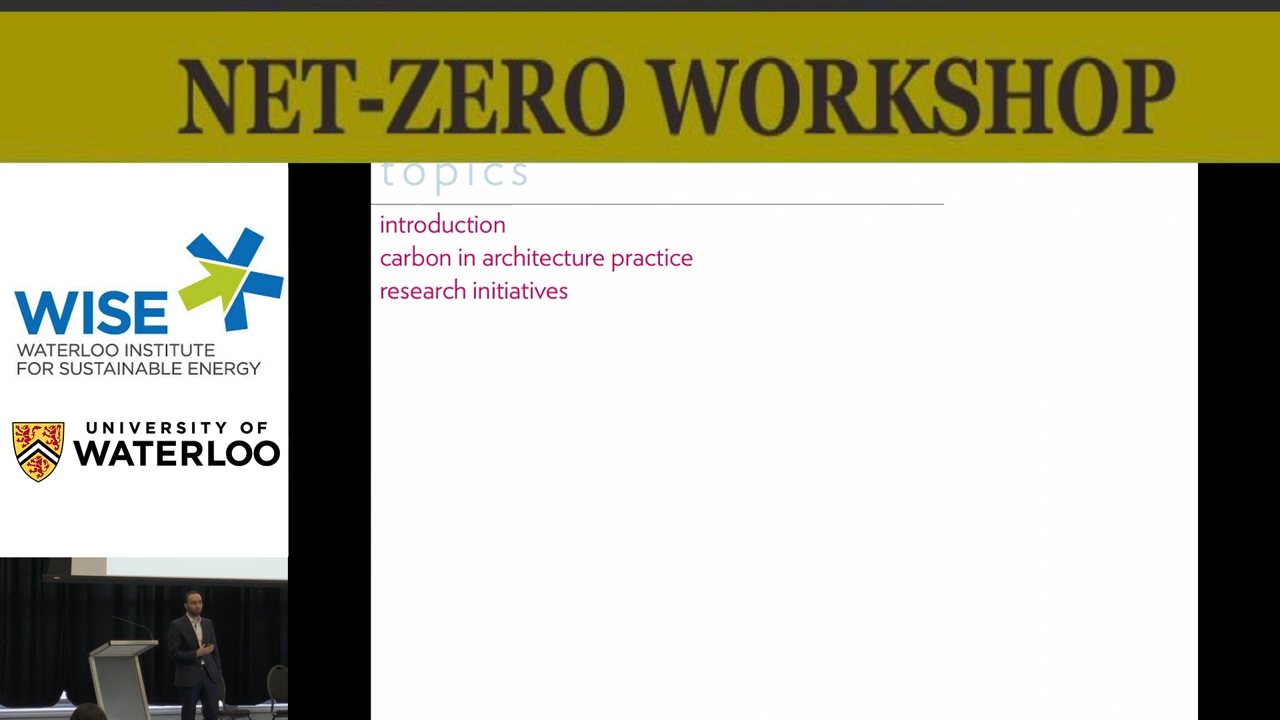 NET-ZERO WORKSHOP
topics
introduction
carbon in architecture practice
research initiatives
WISE
WATERLOO INSTITUTE
FOR SUSTAINABLE ENERGY
UNIVERSITY OF
WATERLOO